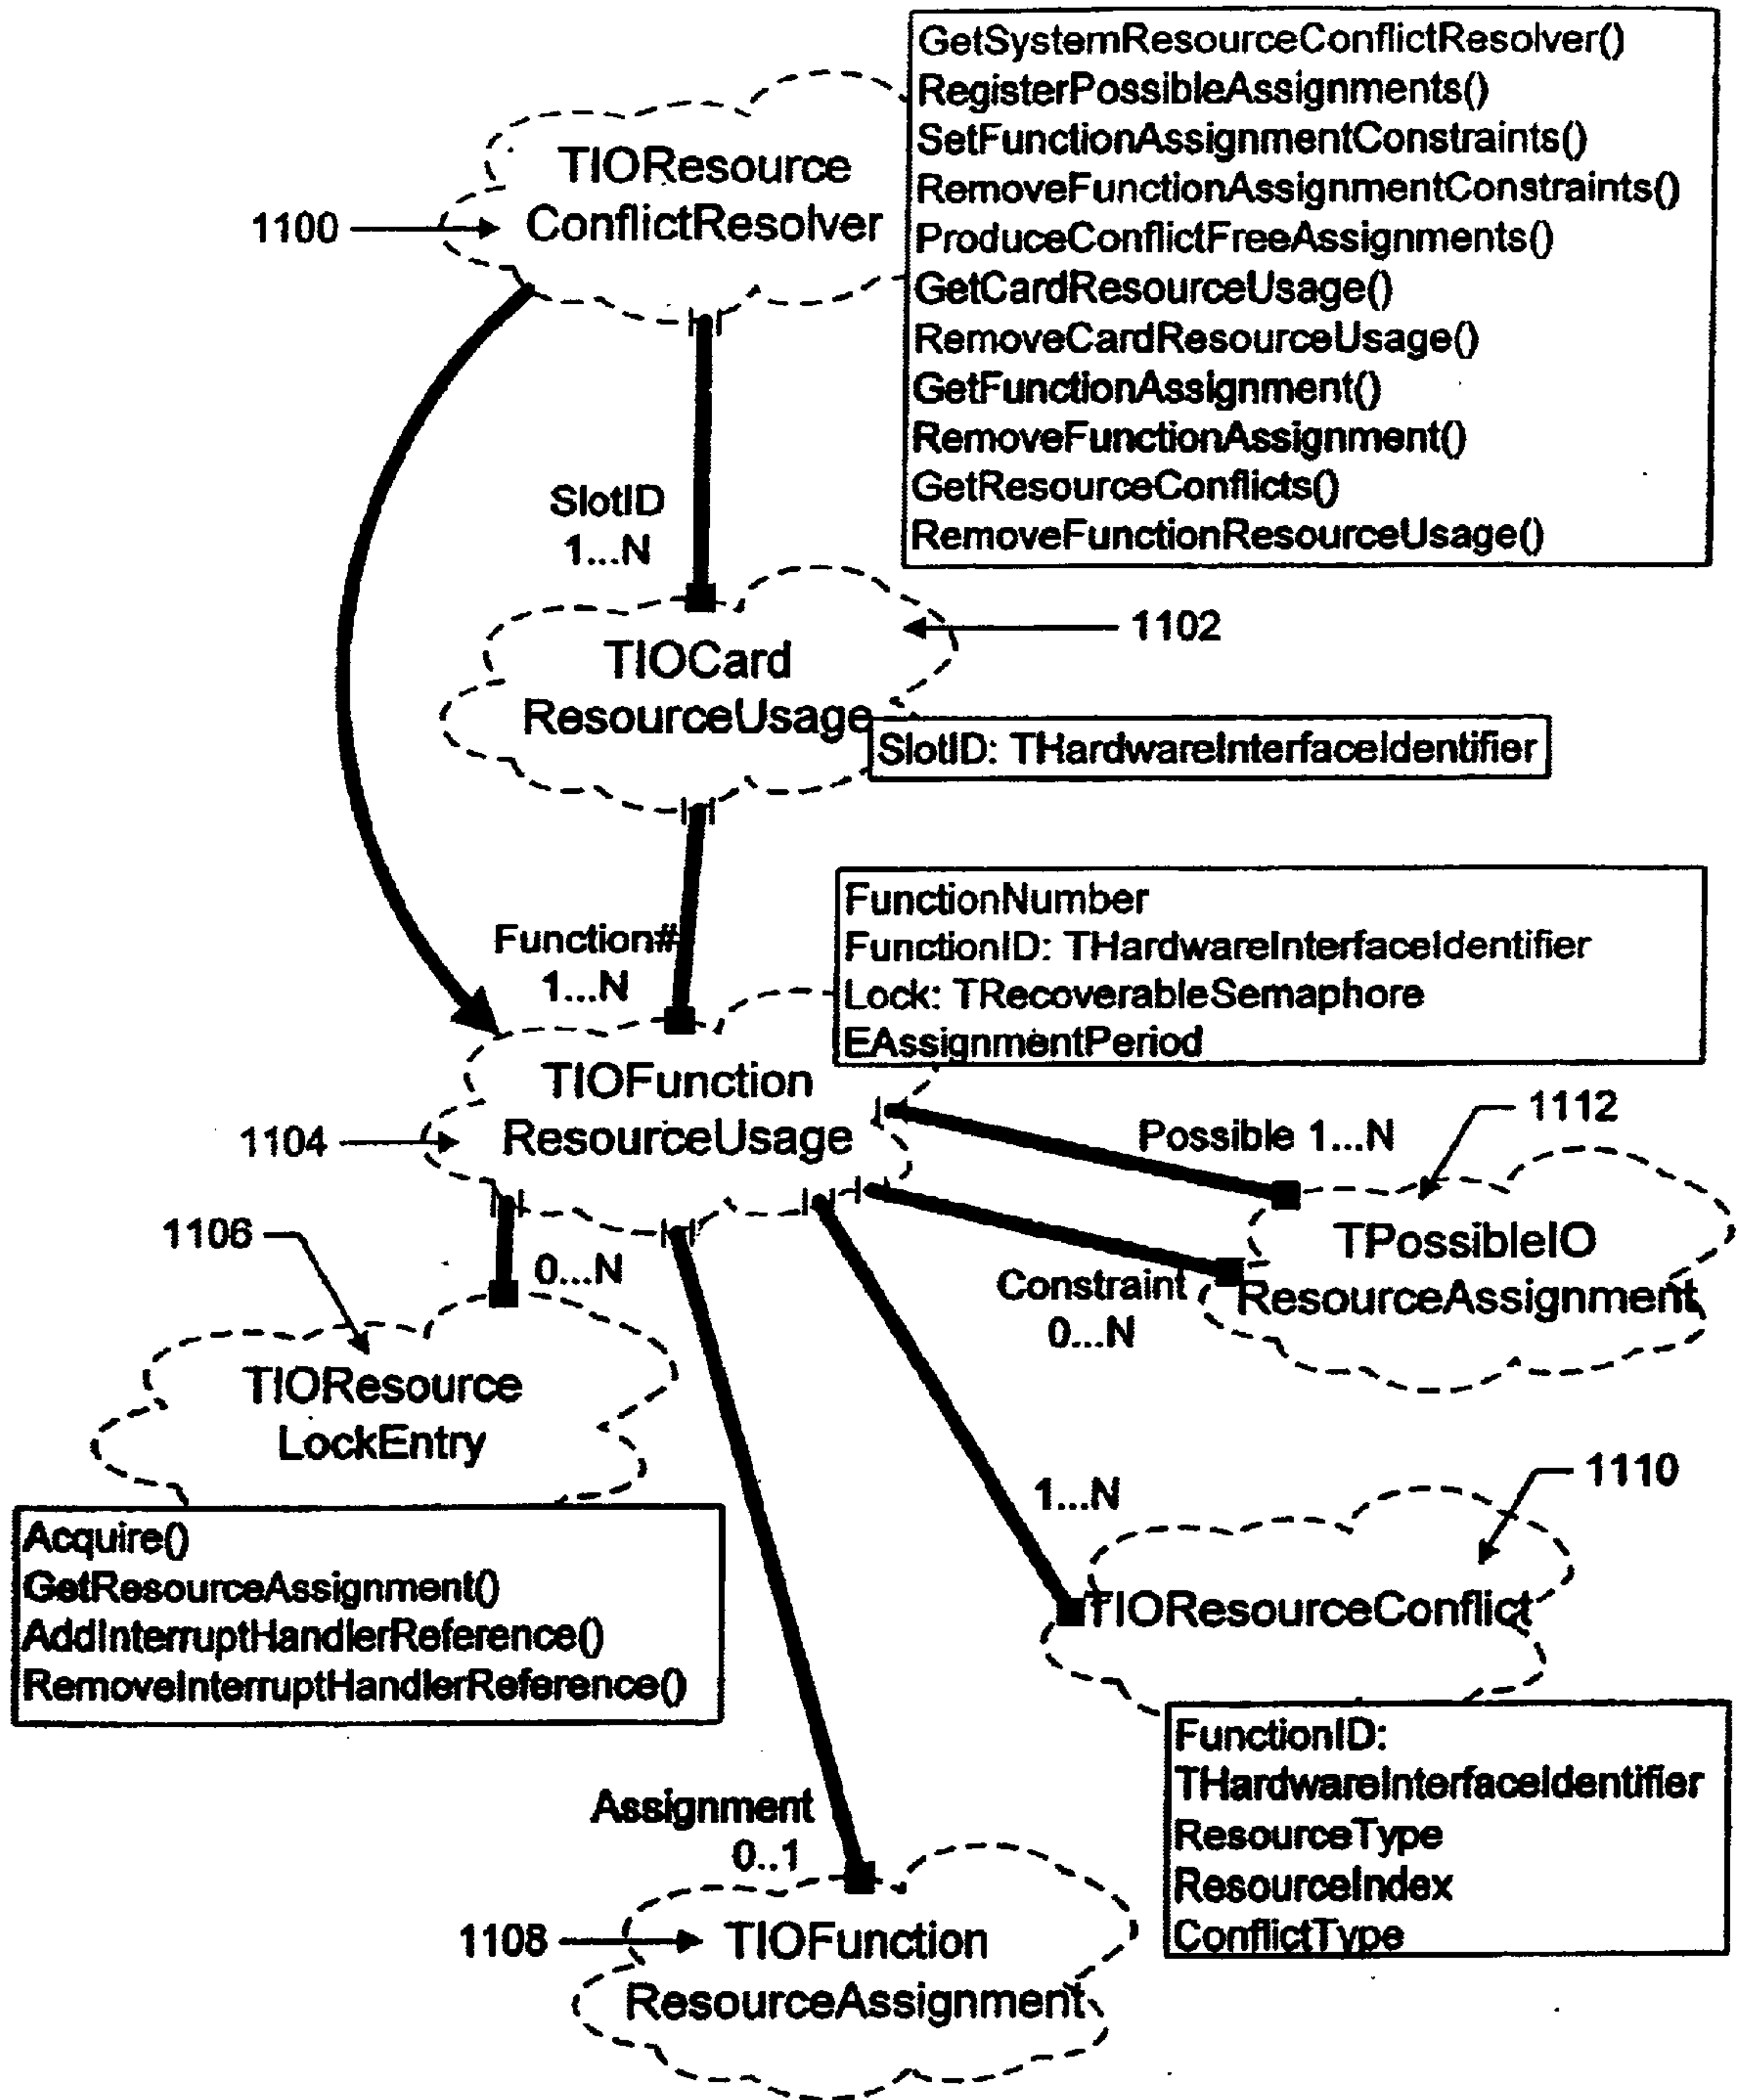 GetSystemResourceConflictResolver()
RegisterPossibleAssignments()
SetFunctionAssignmentConstraints()
RemoveFunctionAssignmentConstraints()
ProduceConflictFreeAssignments()
GetCardResourceUsage()
RemoveCardResourceUsage()
GetFunctionAssignment()
RemoveFunctionAssignment()
GetResourceConflicts()
RemoveFunctionResourceUsage()
TIOResource
ConflictResolver
1100
SlotID
1...N
1102
TIOCard
ResourceUsage
SlotID: THardwareInterfaceIdentifier
FunctionNumber
FunctionID: THardwareInterfaceIdentifier
Lock: TRecoverableSemaphore
EAssignmentPeriod
Function#
1...N
TIOFunction
ResourceUsage
1104
Possible 1...N
1112
TPossibleIO
ResourceAssignment
Constraint
0...N
1106
0...N
TIOResource
LockEntry
Acquire()
GetResourceAssignment()
AddInterruptHandlerReference()
RemoveInterruptHandlerReference()
1...N
1110
TIOResourceConflict
FunctionID:
THardwareInterfaceIdentifier
ResourceType
ResourceIndex
ConflictType
Assignment
0..1
1108
TIOFunction
ResourceAssignment